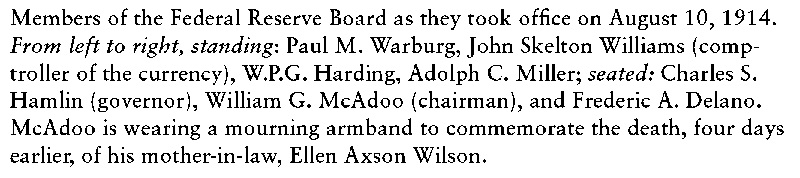 Members of the Federal Reserve Board as they took office on August 10, 1914.
From left to right, standing: Paul M. Warburg, John Skelton Williams (comp-
troller of the currency), W.P.G. Harding, Adolph C. Miller; seated: Charles S.
Hamlin (governor), William G. McAdoo (chairman), and Frederic A. Delano.
McAdoo is wearing a mourning armband to commemorate the death, four days
earlier, of his mother-in-law, Ellen Axson Wilson.